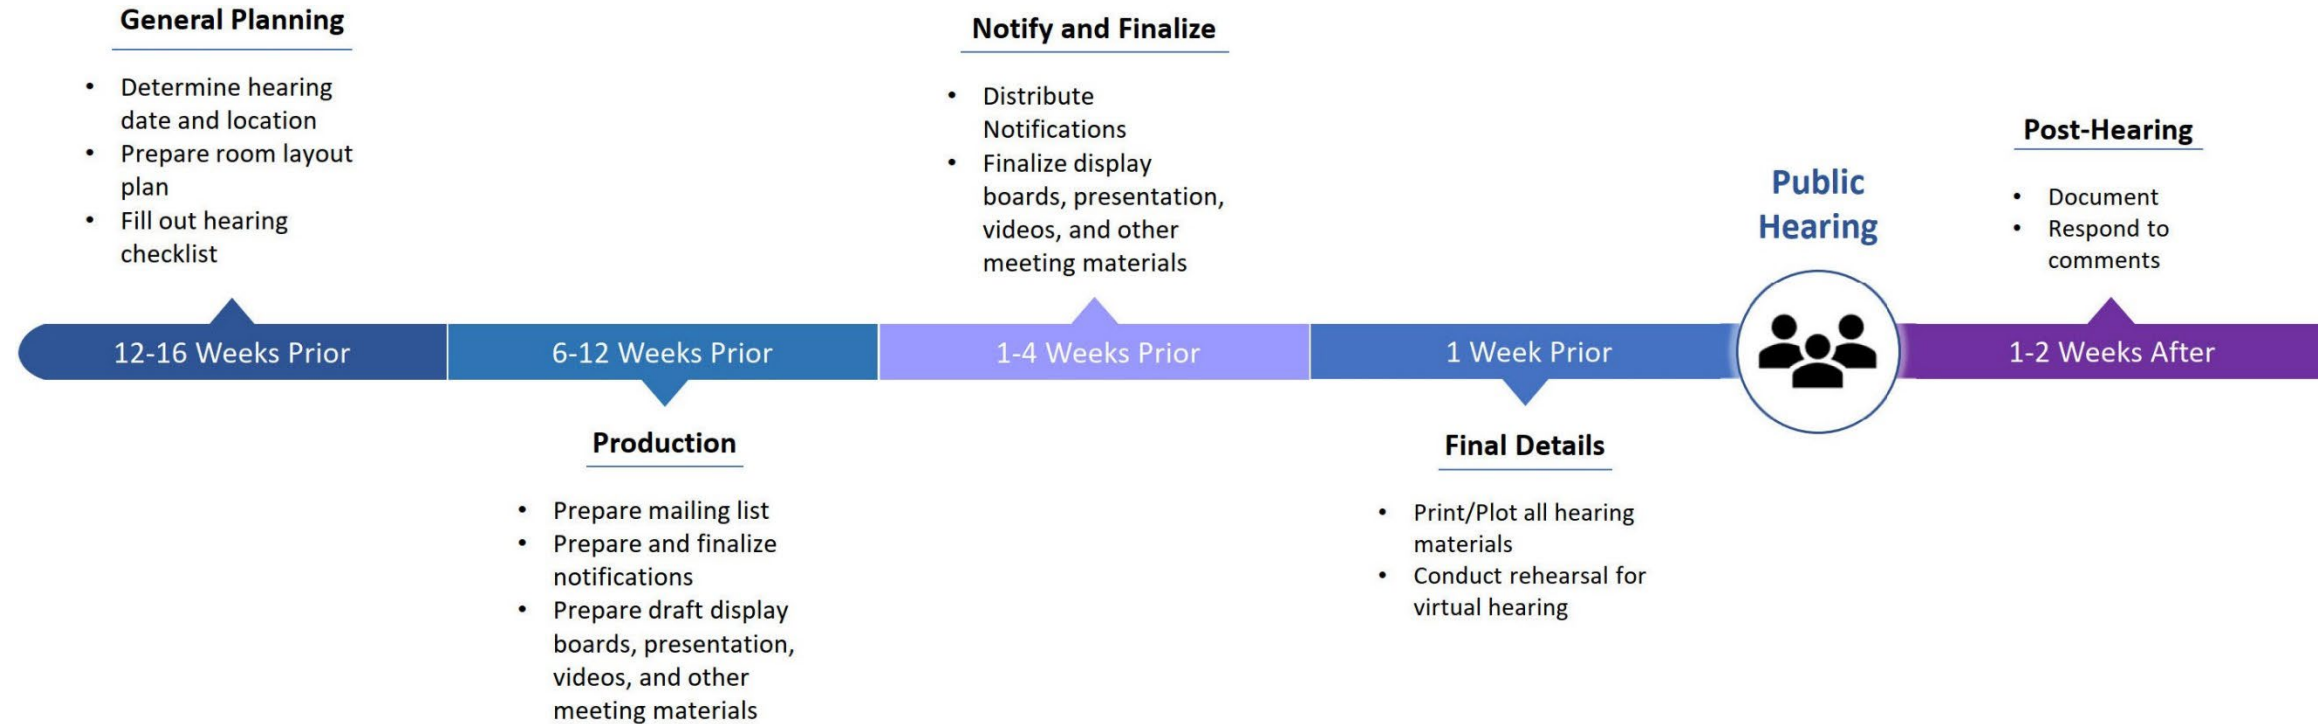 General Planning
• Determine hearing
date and location
• Prepare room layout
plan
• Fill out hearing
checklist
12-16 Weeks Prior
6-12 Weeks Prior
Production
• Prepare mailing list
• Prepare and finalize
notifications
• Prepare draft display
boards, presentation,
videos, and other
meeting materials
Notify and Finalize
• Distribute
Notifications
• Finalize display
boards, presentation,
videos, and other
meeting materials
1-4 Weeks Prior
1 Week Prior
Final Details
• Print/Plot all hearing
materials
• Conduct rehearsal for
virtual hearing
Public
Hearing
Post-Hearing
• Document
• Respond to
comments
1-2 Weeks After